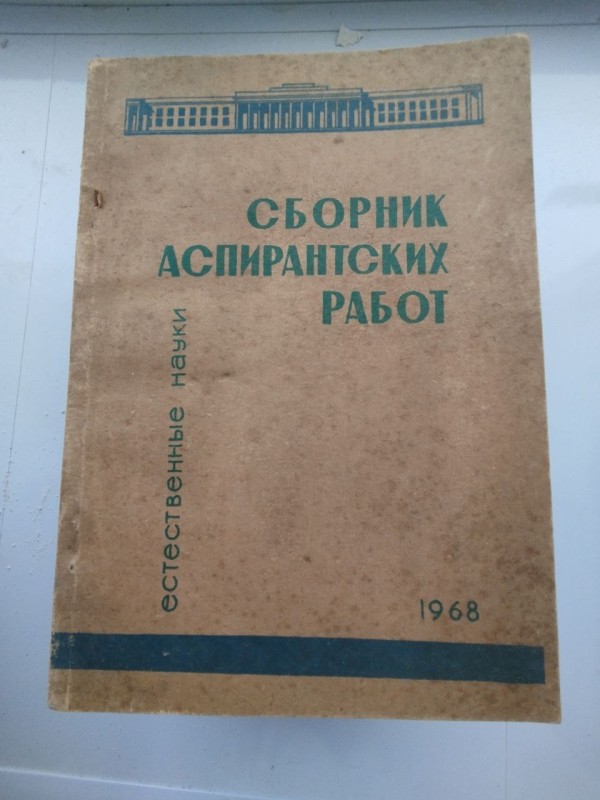 СБОРНИК
АСПИРАНТСКИХ
РАБОТ
естественные науки
1968